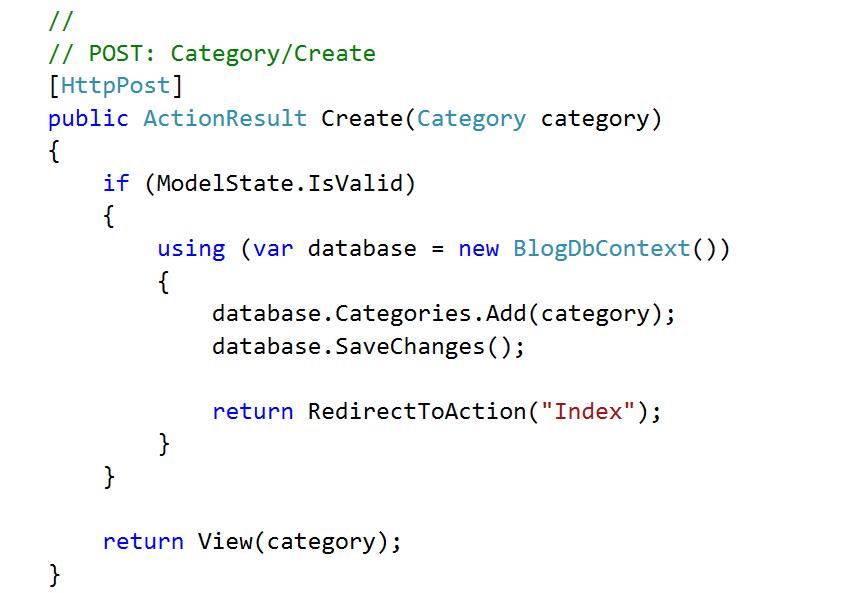 //
// POST: Category/Create
[HttpPost]
public ActionResult Create(Category category)
{
    if (ModelState.IsValid)
    {
        using (var database = new BlogDbContext())
        {
            database.Categories.Add(category);
            database.SaveChanges();

            return RedirectToAction("Index");
        }
    }

    return View(category);
}